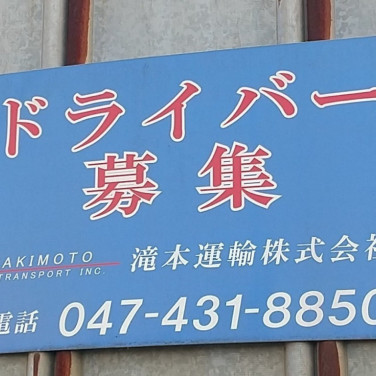 ドライバー
募集
AKIMOTO
TRANSPORT INC.
滝本運輸株式会社
電話 047-431-8850